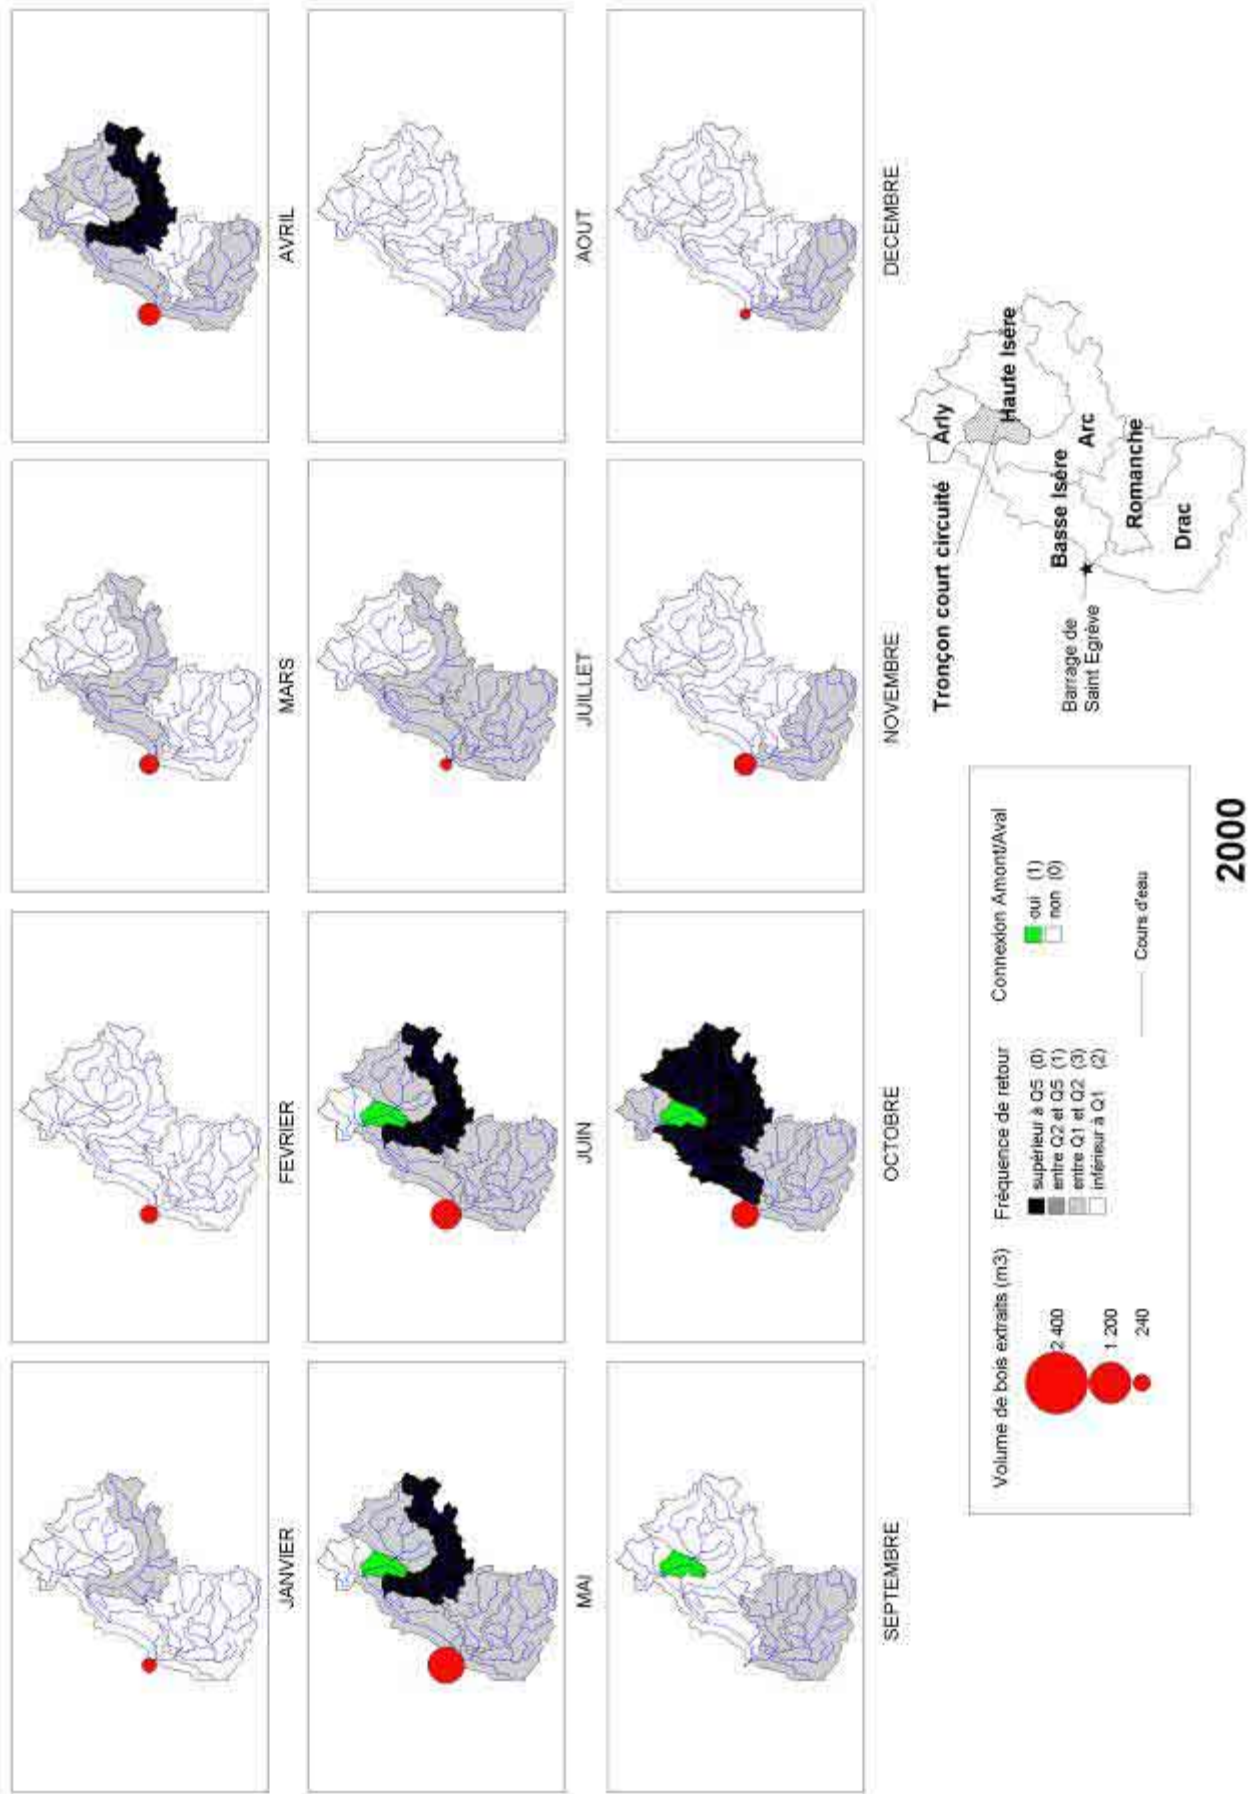 JANVIER
FEVRIER
MARS
AVRIL
MAI
JUIN
JUILLET
AOUT
SEPTEMBRE
OCTOBRE
NOVEMBRE
DECEMBRE
Volume de bois extraits (m3)
2 400
1 200
240
Fréquence de retour
supérieur à Q5 (0)
entre Q2 et Q5 (1)
entre Q1 et Q2 (3)
inférieur à Q1 (2)
Connexion Amont/Aval
oui (1)
non (0)
Cours d'eau
Tronçon court circuité
Arly
Haute Isère
Basse Isère
Arc
Romanche
Drac
Barrage de
Saint Egrève
2000